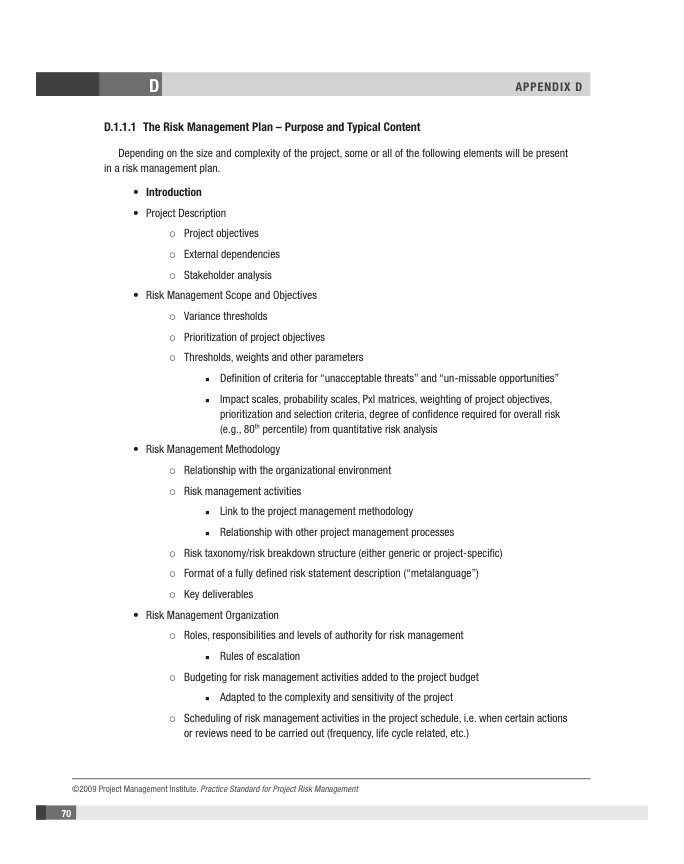 D
APPENDIX D
D.1.1.1 The Risk Management Plan – Purpose and Typical Content
Depending on the size and complexity of the project, some or all of the following elements will be present
in a risk management plan.
• Introduction
• Project Description
○ Project objectives
○ External dependencies
○ Stakeholder analysis
• Risk Management Scope and Objectives
○ Variance thresholds
○ Prioritization of project objectives
○ Thresholds, weights and other parameters
▪ Definition of criteria for “unacceptable threats” and “un-missable opportunities”
▪ Impact scales, probability scales, PxI matrices, weighting of project objectives,
prioritization and selection criteria, degree of confidence required for overall risk
(e.g., 80th percentile) from quantitative risk analysis
• Risk Management Methodology
○ Relationship with the organizational environment
○ Risk management activities
▪ Link to the project management methodology
▪ Relationship with other project management processes
○ Risk taxonomy/risk breakdown structure (either generic or project-specific)
○ Format of a fully defined risk statement description (“metalanguage”)
○ Key deliverables
• Risk Management Organization
○ Roles, responsibilities and levels of authority for risk management
▪ Rules of escalation
○ Budgeting for risk management activities added to the project budget
▪ Adapted to the complexity and sensitivity of the project
○ Scheduling of risk management activities in the project schedule, i.e. when certain actions
or reviews need to be carried out (frequency, life cycle related, etc.)
©2009 Project Management Institute. Practice Standard for Project Risk Management
70